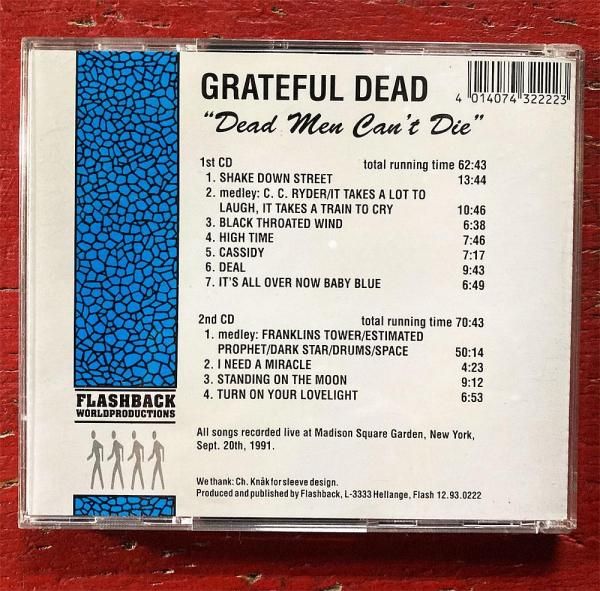 GRATEFUL DEAD
"Dead Men Can't Die"
4 014074 322223
1st CD total running time 62:43
1. SHAKE DOWN STREET 13:44
2. medley: C. C. RYDER/IT TAKES A LOT TO
LAUGH, IT TAKES A TRAIN TO CRY 10:46
3. BLACK THROATED WIND 6:38
4. HIGH TIME 7:46
5. CASSIDY 7:17
6. DEAL 9:43
7. IT'S ALL OVER NOW BABY BLUE 6:49
2nd CD total running time 70:43
1. medley: FRANKLINS TOWER/ESTIMATED
PROPHET/DARK STAR/DRUMS/SPACE 50:14
2. I NEED A MIRACLE 4:23
3. STANDING ON THE MOON 9:12
4. TURN ON YOUR LOVELIGHT 6:53
FLASHBACK
WORLDPRODUCTIONS
All songs recorded live at Madison Square Garden, New York,
Sept. 20th, 1991.
We thank: Ch. Knåk for sleeve design.
Produced and published by Flashback, L-3333 Hellange, Flash 12.93.0222